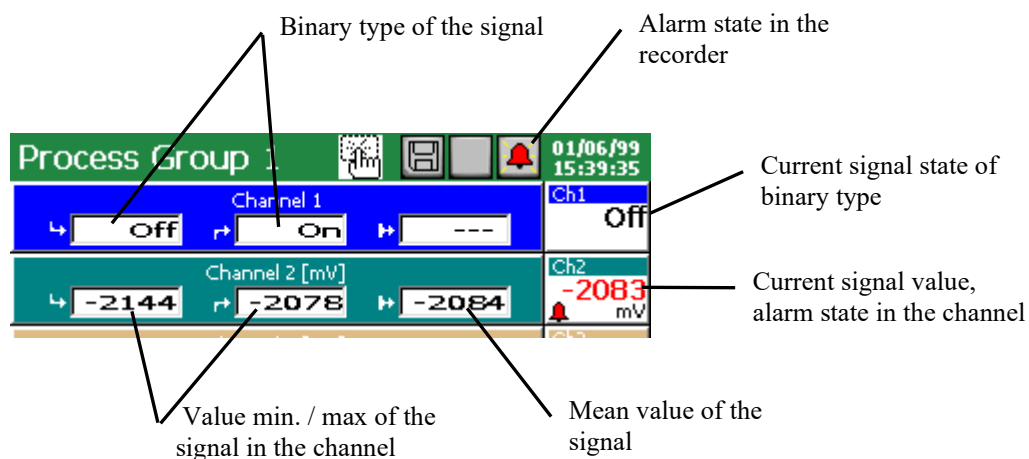 Binary type of the signal
Alarm state in the
recorder
Process Group 1
01/06/99
15:39:35
Channel 1
Off
On
---
Ch1
Off
Current signal state of
binary type
Channel 2 [mV]
-2144
-2078
-2084
Ch2
-2083
mV
Current signal value,
alarm state in the channel
Value min. / max of the
signal in the channel
Mean value of the
signal